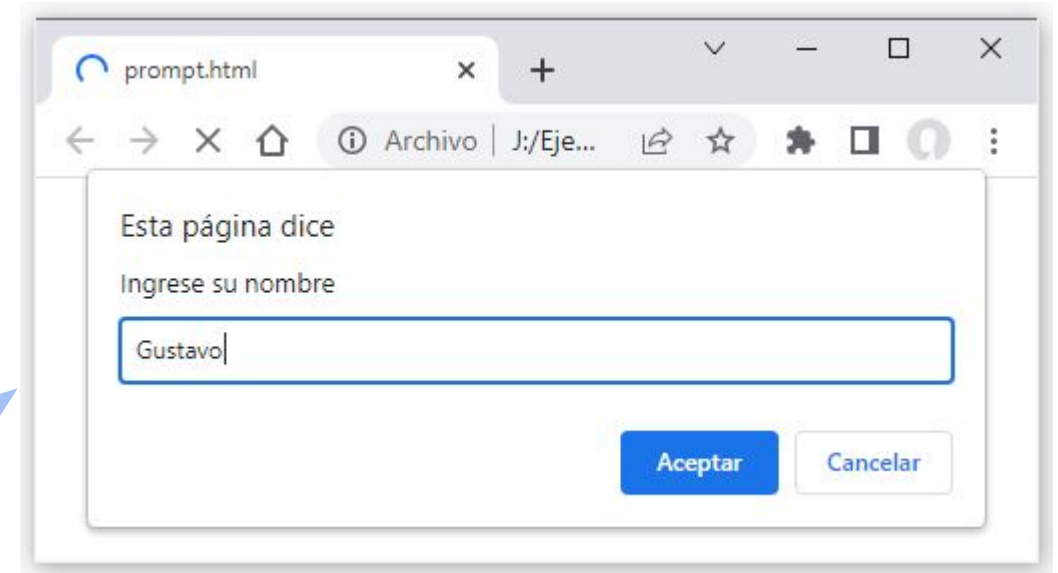 prompt.html
Archivo J:/Eje...
Esta página dice
Ingrese su nombre
Gustavo
Aceptar Cancelar